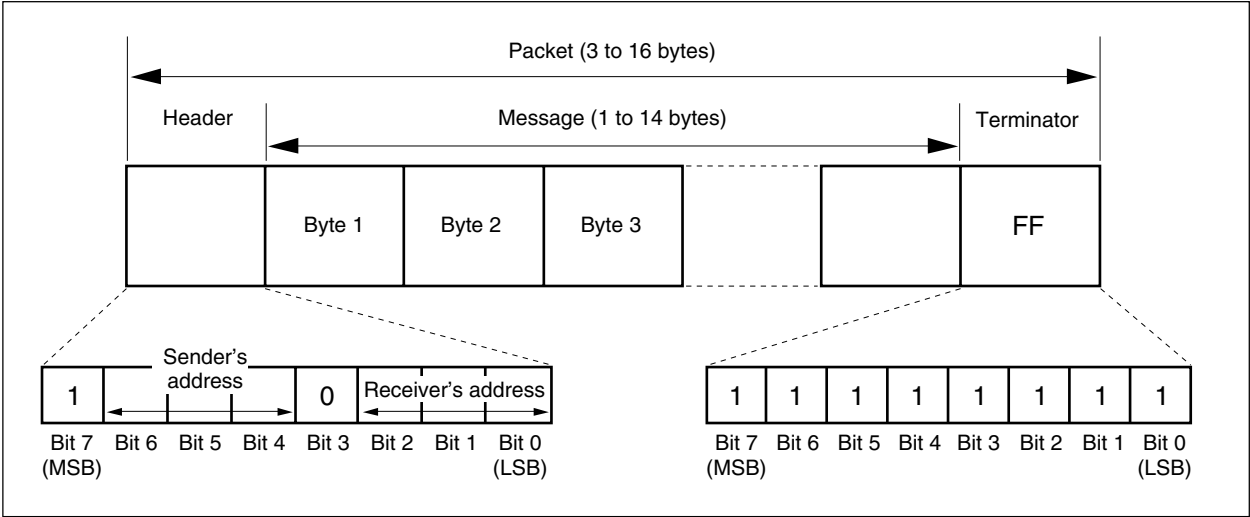 Packet (3 to 16 bytes)
Header Message (1 to 14 bytes) Terminator
Byte 1 Byte 2 Byte 3 FF
Sender's
address
1 0 Receiver's address
Bit 7 Bit 6 Bit 5 Bit 4 Bit 3 Bit 2 Bit 1 Bit 0
(MSB) (LSB)
1 1 1 1 1 1 1 1
Bit 7 Bit 6 Bit 5 Bit 4 Bit 3 Bit 2 Bit 1 Bit 0
(MSB) (LSB)